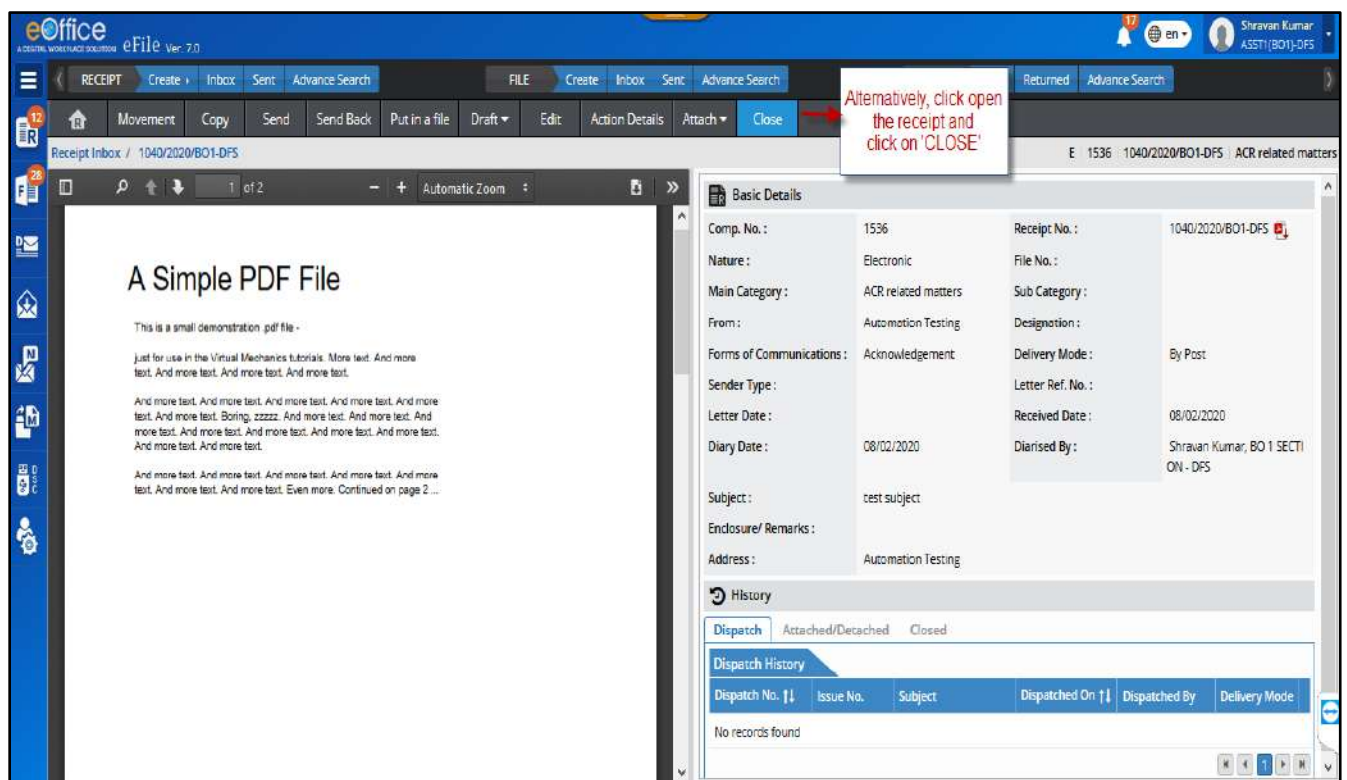 eOffice
A DIGITAL WORKPLACE SOLUTION eFile Ver. 7.0
17
en
Shravan Kumar
ASST1(BO1)-DFS
RECEIPT Create Inbox Sent Advance Search FILE Create Inbox Sent Advance Search Returned Advance Search
Movement Copy Send Send Back Put in a file Draft Edit Action Details Attach Close
Alternatively, click open
the receipt and
click on 'CLOSE'
12
R
28
F
D
N
M
DSC
Receipt Inbox / 1040/2020/BO1-DFS
E 1536 1040/2020/BO1-DFS ACR related matters
1 of 2 - + Automatic Zoom
A Simple PDF File
This is a small demonstration .pdf file -
just for use in the Virtual Mechanics tutorials. More text. And more
text. And more text. And more text. And more text.
And more text. And more text. And more text. And more text. And more
text. And more text. Boring, zzzzz. And more text. And more text. And
more text. And more text. And more text. And more text. And more text.
And more text. And more text.
And more text. And more text. And more text. And more text. And more
text. And more text. And more text. Even more. Continued on page 2 ...
Basic Details
Comp. No. : 1536 Receipt No. : 1040/2020/BO1-DFS
Nature : Electronic File No. :
Main Category : ACR related matters Sub Category :
From : Automation Testing Designation :
Forms of Communications : Acknowledgement Delivery Mode : By Post
Sender Type : Letter Ref. No. :
Letter Date : Received Date : 08/02/2020
Diary Date : 08/02/2020 Diarised By : Shravan Kumar, BO 1 SECTI
ON - DFS
Subject : test subject
Enclosure/ Remarks :
Address : Automation Testing
History
Dispatch Attached/Detached Closed
Dispatch History
Dispatch No. Issue No. Subject Dispatched On Dispatched By Delivery Mode
No records found
1